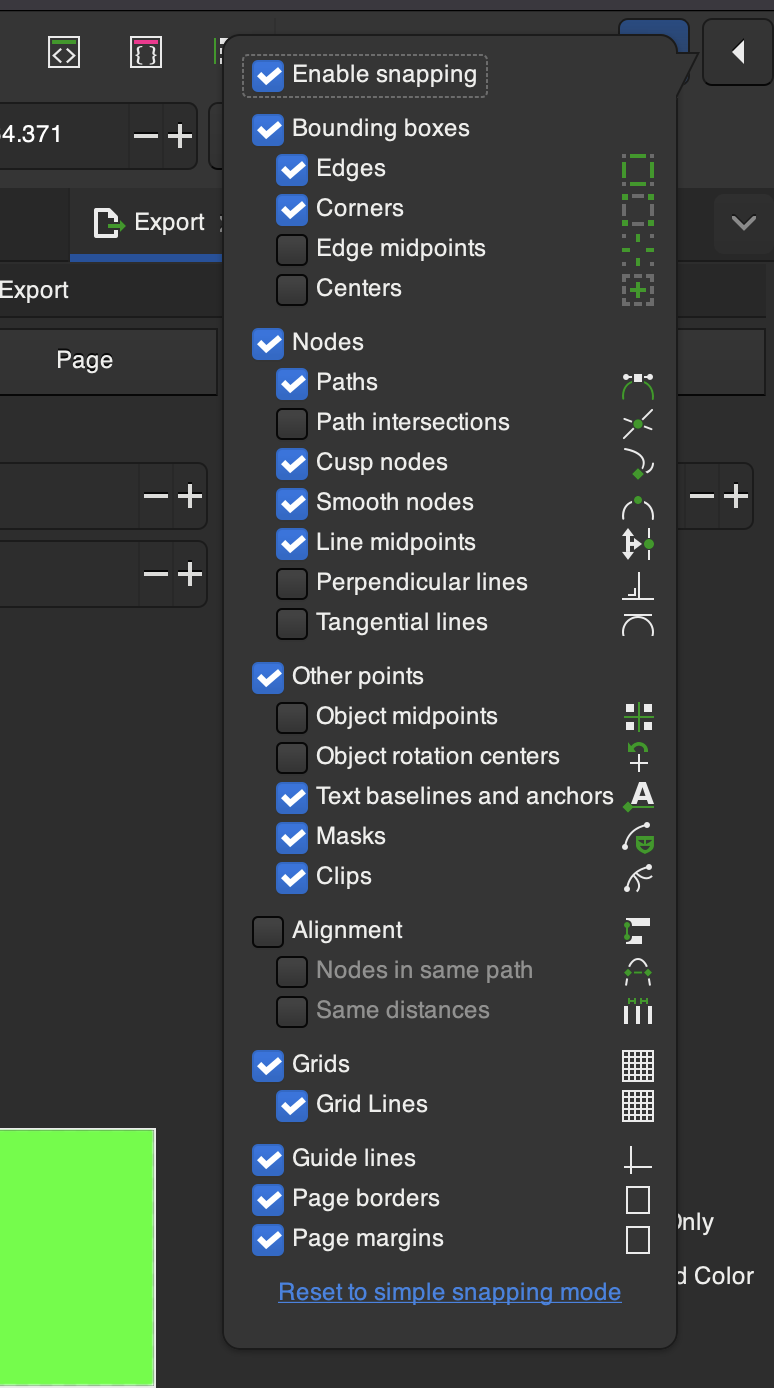 Enable snapping
4.371
Bounding boxes
Edges
Corners
Export
Edge midpoints
Export
Centers
Nodes
Page
Paths
Path intersections
Cusp nodes
Smooth nodes
Line midpoints
Perpendicular lines
Tangential lines
Other points
Object midpoints
Object rotation centers
Text baselines and anchors
Masks
Clips
Alignment
Nodes in same path
Same distances
Grids
Grid Lines
Guide lines
Page borders
Only
Page margins
d Color
Reset to simple snapping mode